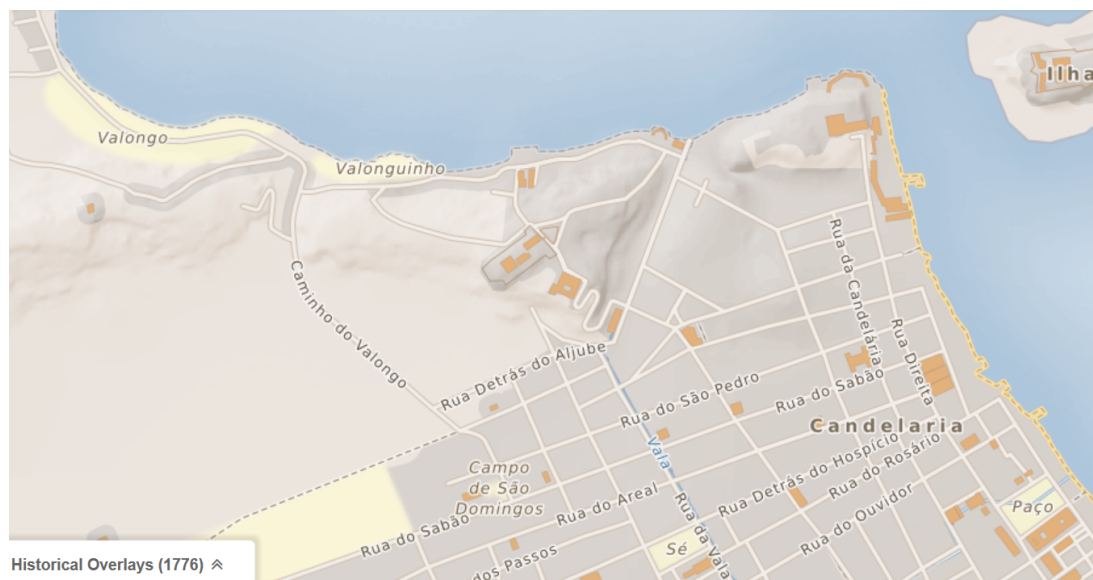 Ilha
Valongo
Valonguinho
Rua da Candelária
Caminho do Valongo
Rua Direita
Rua Detrás do Aljube
Rua do São Pedro
Rua do Sabão
Candelaria
Vala
Rua Detrás do Hospício
Rua do Rosário
Campo
de São
Domingos
Rua do Areal
Rua da Vala
Rua do Ouvidor
Paço
Rua do Sabão
Sé
dos Passos
Historical Overlays (1776)